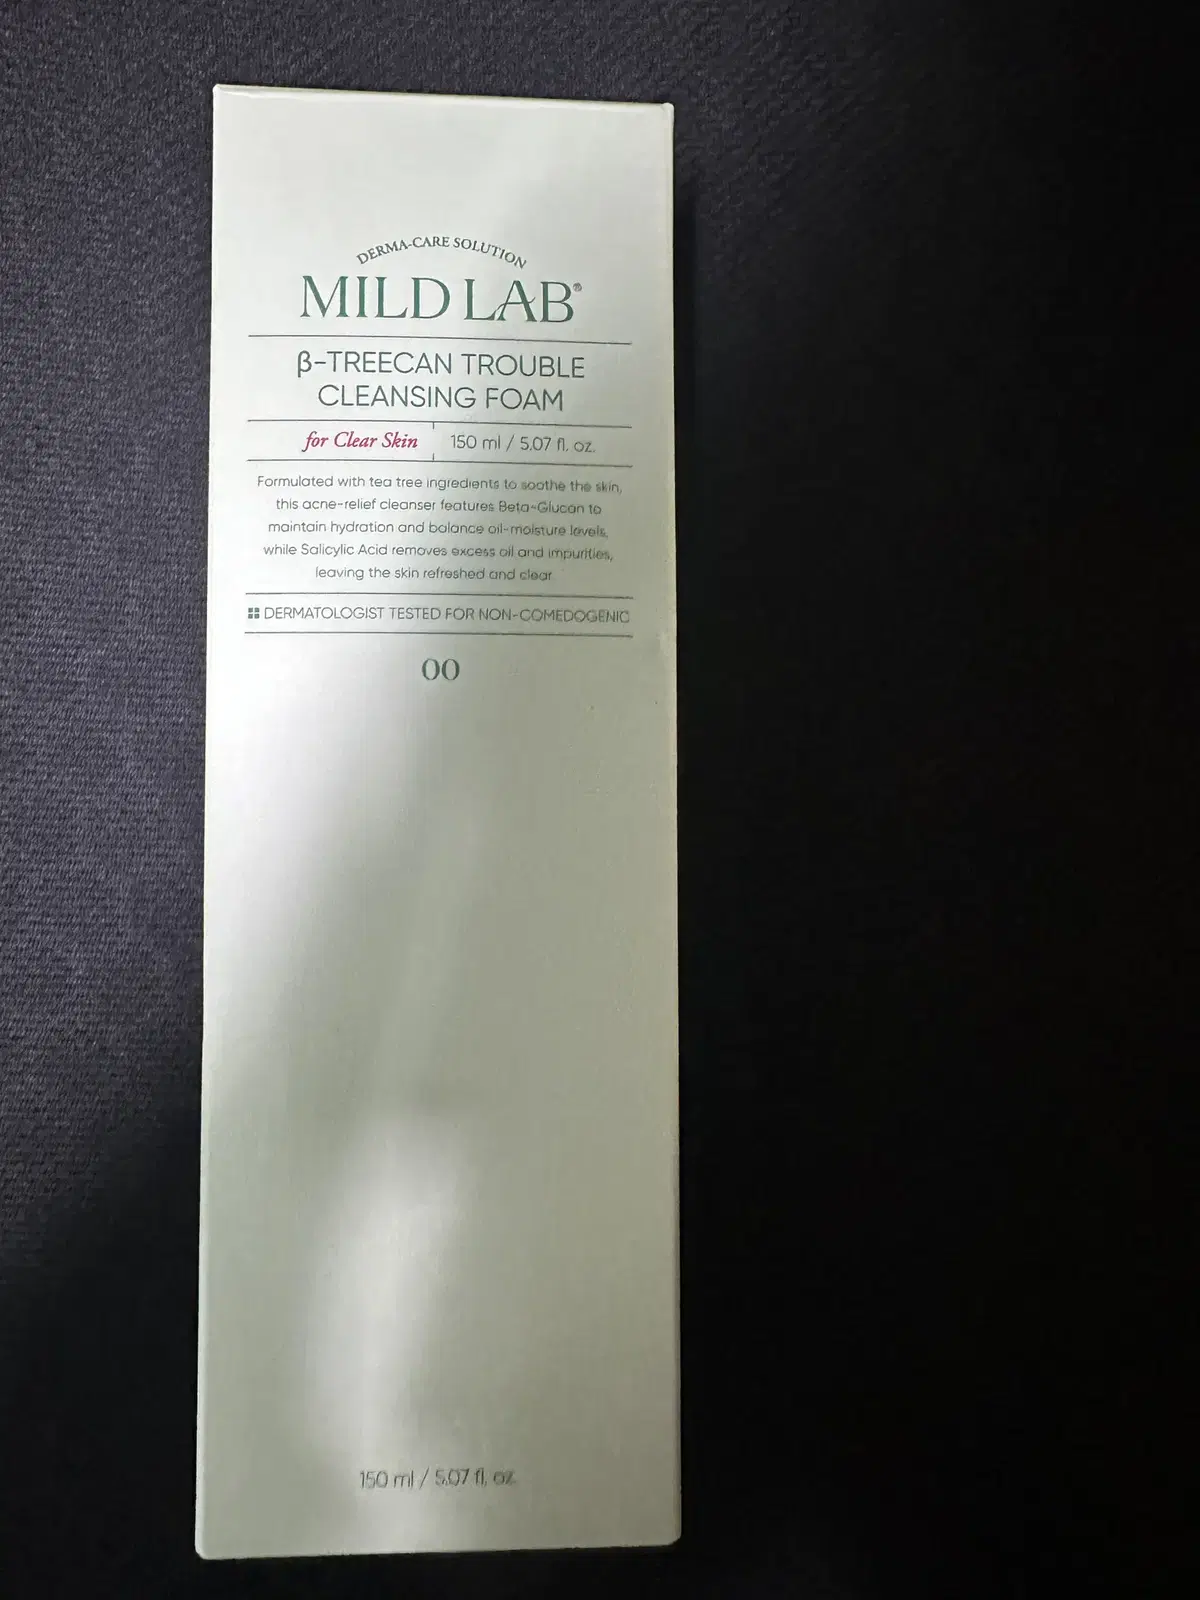 DERMA-CARE SOLUTION
MILD LAB®
β-TREECAN TROUBLE
CLEANSING FOAM
for Clear Skin 150 ml / 5.07 fl. oz.
Formulated with tea tree ingredients to soothe the skin,
this acne-relief cleanser features Beta-Glucan to
maintain hydration and balance oil-moisture levels,
while Salicylic Acid removes excess oil and impurities,
leaving the skin refreshed and clear.
DERMATOLOGIST TESTED FOR NON-COMEDOGENIC
00
150 ml / 5.07 fl. oz.